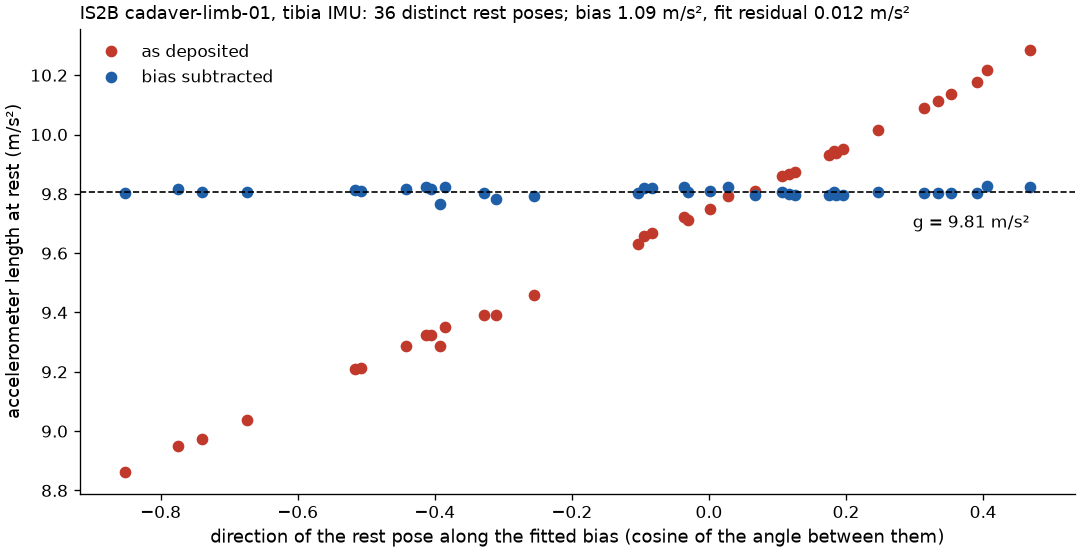 IS2B cadaver-limb-01, tibia IMU: 36 distinct rest poses; bias 1.09 m/s², fit residual 0.012 m/s²
as deposited
bias subtracted
accelerometer length at rest (m/s²)
10.2
10.0
9.8
9.6
9.4
9.2
9.0
8.8
g = 9.81 m/s²
−0.8
−0.6
−0.4
−0.2
0.0
0.2
0.4
direction of the rest pose along the fitted bias (cosine of the angle between them)